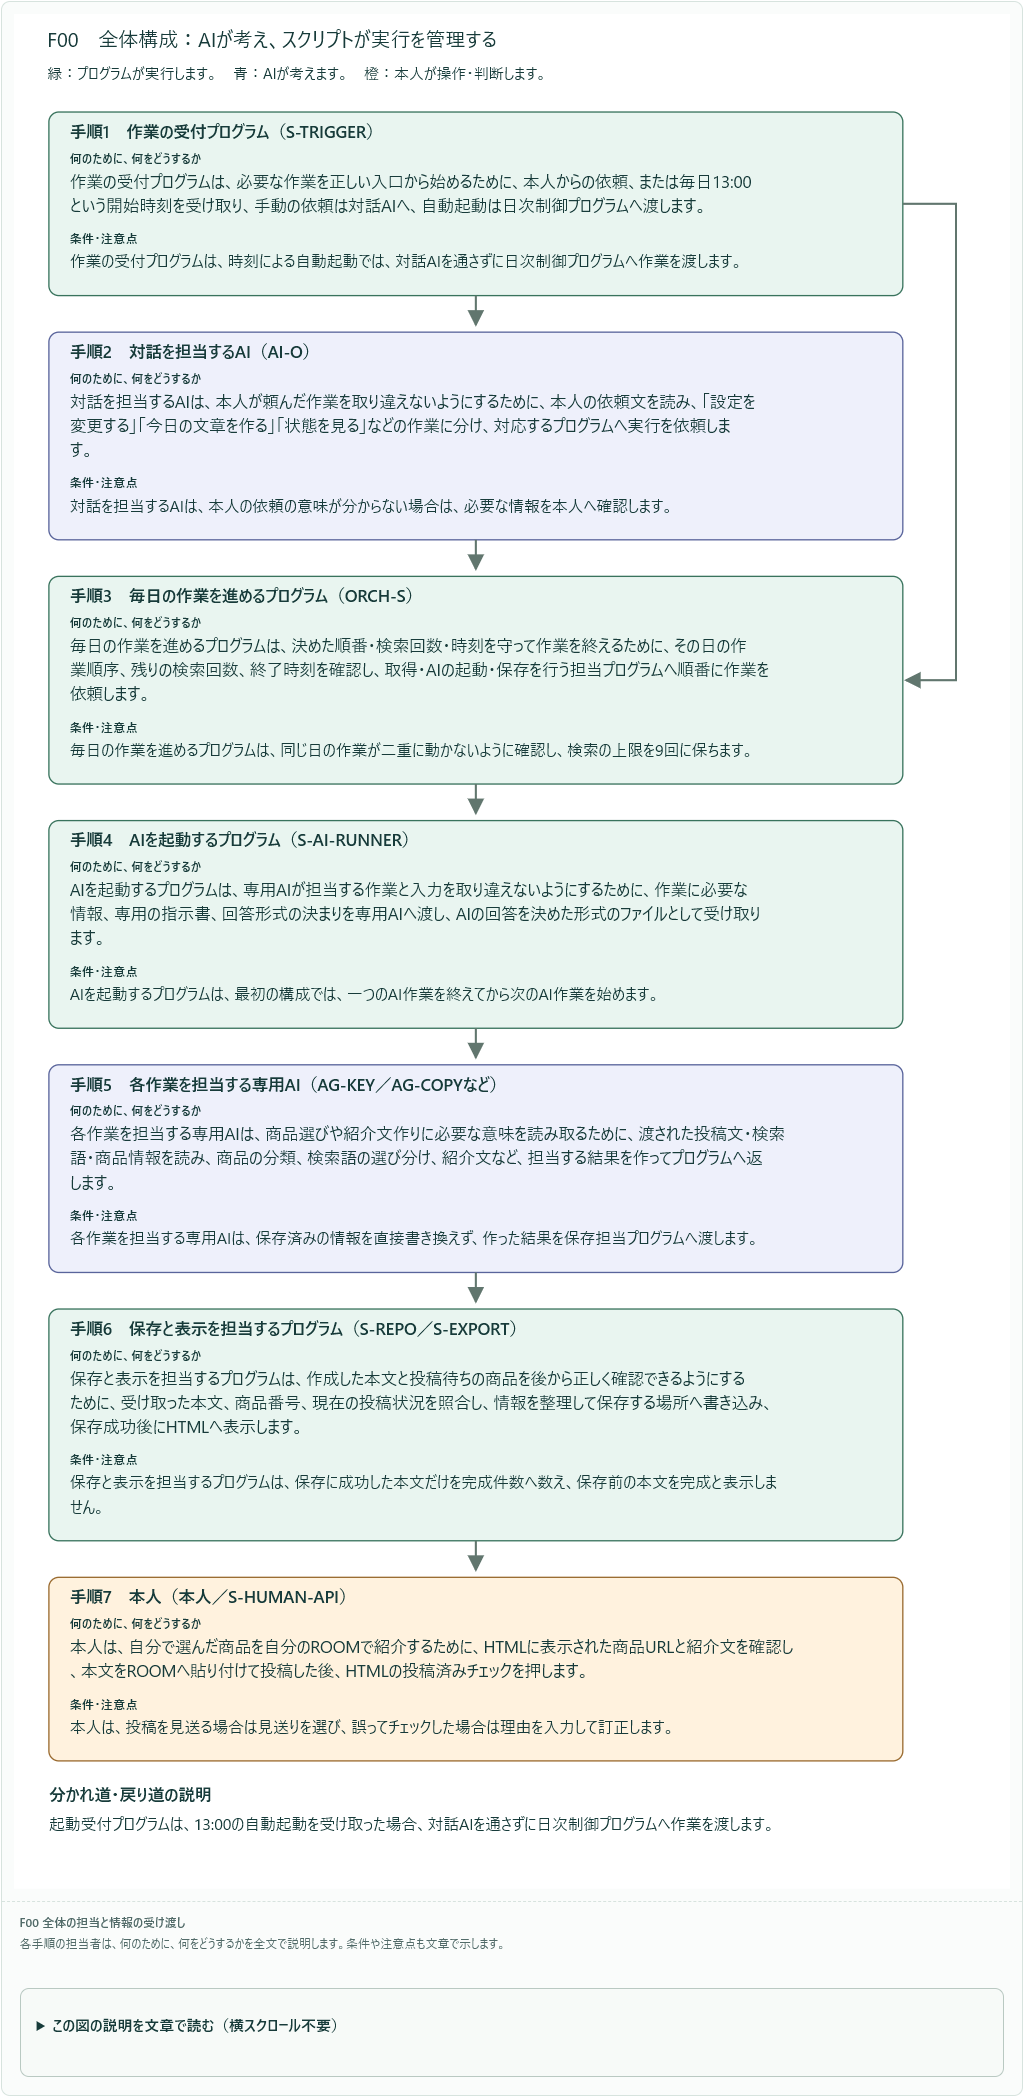 F00　全体構成：AIが考え、スクリプトが実行を管理する
緑：プログラムが実行します。　青：AIが考えます。　橙：本人が操作・判断します。
手順1　作業の受付プログラム（S-TRIGGER）
何のために、何をどうするか
作業の受付プログラムは、必要な作業を正しい入口から始めるために、本人からの依頼、または毎日13:00
という開始時刻を受け取り、手動の依頼は対話AIへ、自動起動は日次制御プログラムへ渡します。
条件・注意点
作業の受付プログラムは、時刻による自動起動では、対話AIを通さずに日次制御プログラムへ作業を渡します。
手順2　対話を担当するAI（AI-O）
何のために、何をどうするか
対話を担当するAIは、本人が頼んだ作業を取り違えないようにするために、本人の依頼文を読み、「設定を
変更する」「今日の文章を作る」「状態を見る」などの作業に分け、対応するプログラムへ実行を依頼しま
す。
条件・注意点
対話を担当するAIは、本人の依頼の意味が分からない場合は、必要な情報を本人へ確認します。
手順3　毎日の作業を進めるプログラム（ORCH-S）
何のために、何をどうするか
毎日の作業を進めるプログラムは、決めた順番・検索回数・時刻を守って作業を終えるために、その日の作
業順序、残りの検索回数、終了時刻を確認し、取得・AIの起動・保存を行う担当プログラムへ順番に作業を
依頼します。
条件・注意点
毎日の作業を進めるプログラムは、同じ日の作業が二重に動かないように確認し、検索の上限を9回に保ちます。
手順4　AIを起動するプログラム（S-AI-RUNNER）
何のために、何をどうするか
AIを起動するプログラムは、専用AIが担当する作業と入力を取り違えないようにするために、作業に必要な
情報、専用の指示書、回答形式の決まりを専用AIへ渡し、AIの回答を決めた形式のファイルとして受け取り
ます。
条件・注意点
AIを起動するプログラムは、最初の構成では、一つのAI作業を終えてから次のAI作業を始めます。
手順5　各作業を担当する専用AI（AG-KEY／AG-COPYなど）
何のために、何をどうするか
各作業を担当する専用AIは、商品選びや紹介文作りに必要な意味を読み取るために、渡された投稿文・検索
語・商品情報を読み、商品の分類、検索語の選び分け、紹介文など、担当する結果を作ってプログラムへ返
します。
条件・注意点
各作業を担当する専用AIは、保存済みの情報を直接書き換えず、作った結果を保存担当プログラムへ渡します。
手順6　保存と表示を担当するプログラム（S-REPO／S-EXPORT）
何のために、何をどうするか
保存と表示を担当するプログラムは、作成した本文と投稿待ちの商品を後から正しく確認できるようにする
ために、受け取った本文、商品番号、現在の投稿状況を照合し、情報を整理して保存する場所へ書き込み、
保存成功後にHTMLへ表示します。
条件・注意点
保存と表示を担当するプログラムは、保存に成功した本文だけを完成件数へ数え、保存前の本文を完成と表示しま
せん。
手順7　本人（本人／S-HUMAN-API）
何のために、何をどうするか
本人は、自分で選んだ商品を自分のROOMで紹介するために、HTMLに表示された商品URLと紹介文を確認し
、本文をROOMへ貼り付けて投稿した後、HTMLの投稿済みチェックを押します。
条件・注意点
本人は、投稿を見送る場合は見送りを選び、誤ってチェックした場合は理由を入力して訂正します。
分かれ道・戻り道の説明
起動受付プログラムは、13:00の自動起動を受け取った場合、対話AIを通さずに日次制御プログラムへ作業を渡します。
F00 全体の担当と情報の受け渡し
各手順の担当者は、何のために、何をどうするかを全文で説明します。条件や注意点も文章で示します。
▶ この図の説明を文章で読む（横スクロール不要）